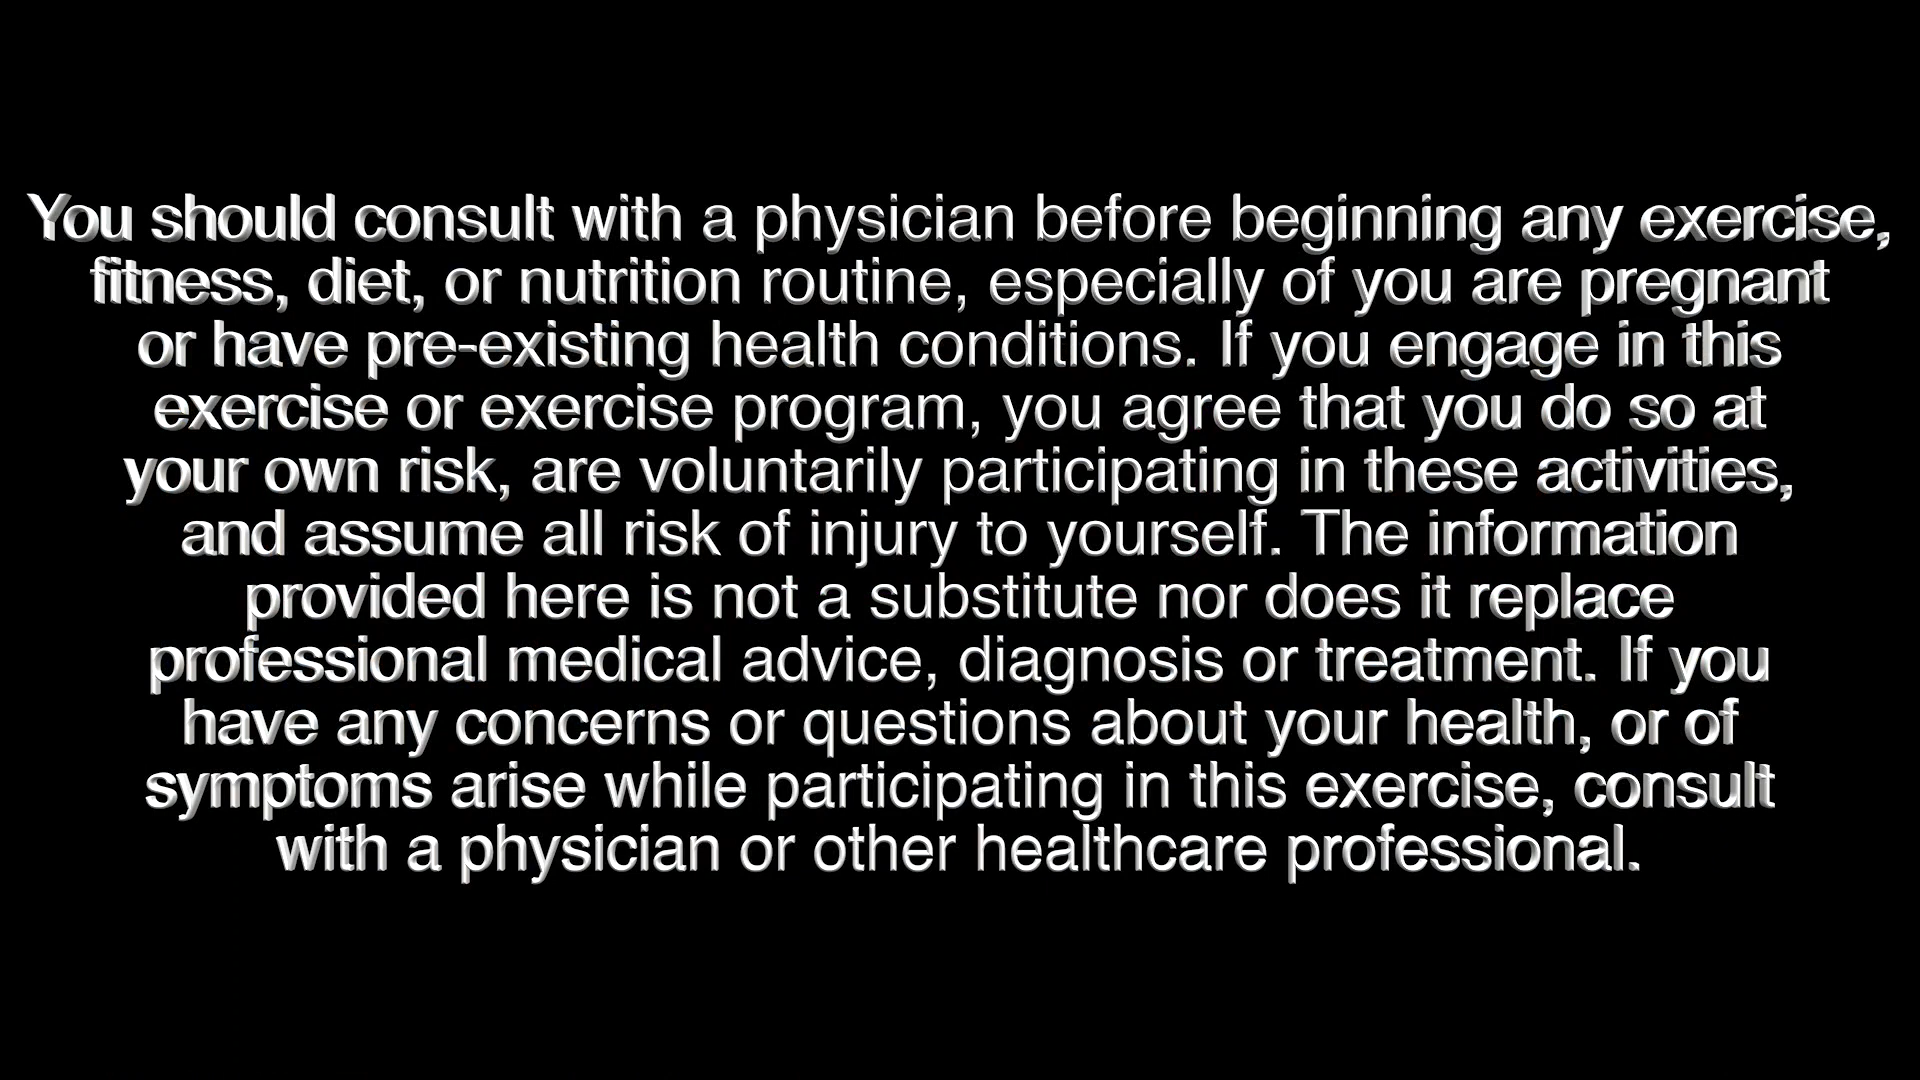 You should consult with a physician before beginning any exercise,
fitness, diet, or nutrition routine, especially of you are pregnant
or have pre-existing health conditions. If you engage in this
exercise or exercise program, you agree that you do so at
your own risk, are voluntarily participating in these activities,
and assume all risk of injury to yourself. The information
provided here is not a substitute nor does it replace
professional medical advice, diagnosis or treatment. If you
have any concerns or questions about your health, or of
symptoms arise while participating in this exercise, consult
with a physician or other healthcare professional.